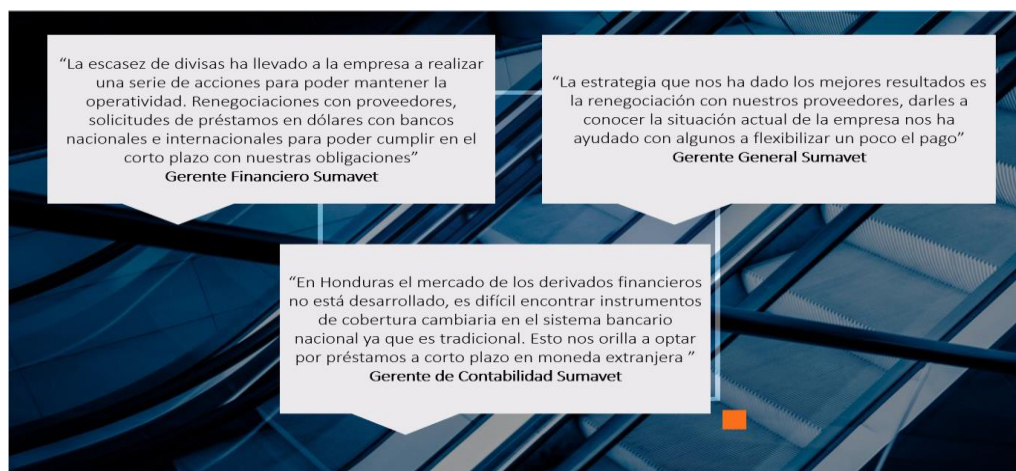 “La escasez de divisas ha llevado a la empresa a realizar
una serie de acciones para poder mantener la
operatividad. Renegociaciones con proveedores,
solicitudes de préstamos en dólares con bancos
nacionales e internacionales para poder cumplir en el
corto plazo con nuestras obligaciones”
Gerente Financiero Sumavet
“La estrategia que nos ha dado los mejores resultados es
la renegociación con nuestros proveedores, darles a
conocer la situación actual de la empresa nos ha
ayudado con algunos a flexibilizar un poco el pago”
Gerente General Sumavet
“En Honduras el mercado de los derivados financieros
no está desarrollado, es difícil encontrar instrumentos
de cobertura cambiaria en el sistema bancario
nacional ya que es tradicional. Esto nos orilla a optar
por préstamos a corto plazo en moneda extranjera ”
Gerente de Contabilidad Sumavet